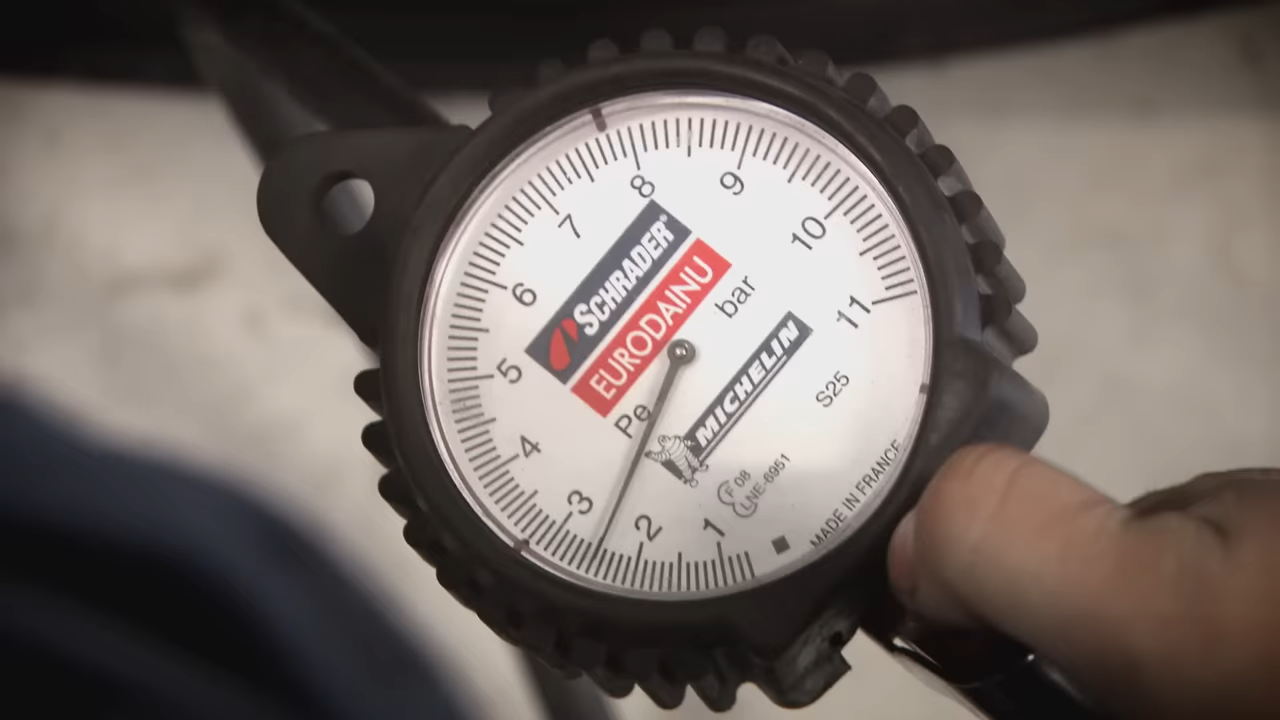 8
9
7
10
6
11
5
4
3
2
1
SCHRADER®
EURODAINU
bar
Pe
MICHELIN
S25
F 08
LNE-6951
MADE IN FRANCE